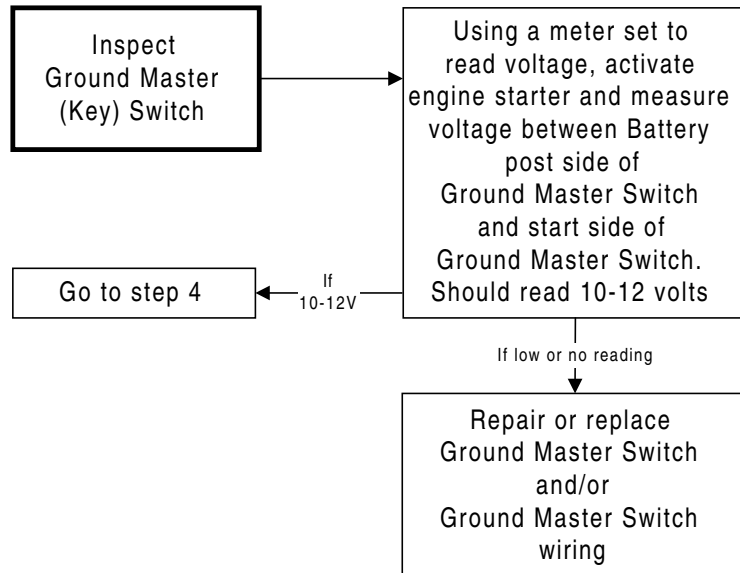 Inspect
Ground Master
(Key) Switch
Using a meter set to
read voltage, activate
engine starter and measure
voltage between Battery
post side of
Ground Master Switch
and start side of
Ground Master Switch.
Should read 10-12 volts
If
10-12V
Go to step 4
If low or no reading
Repair or replace
Ground Master Switch
and/or
Ground Master Switch
wiring